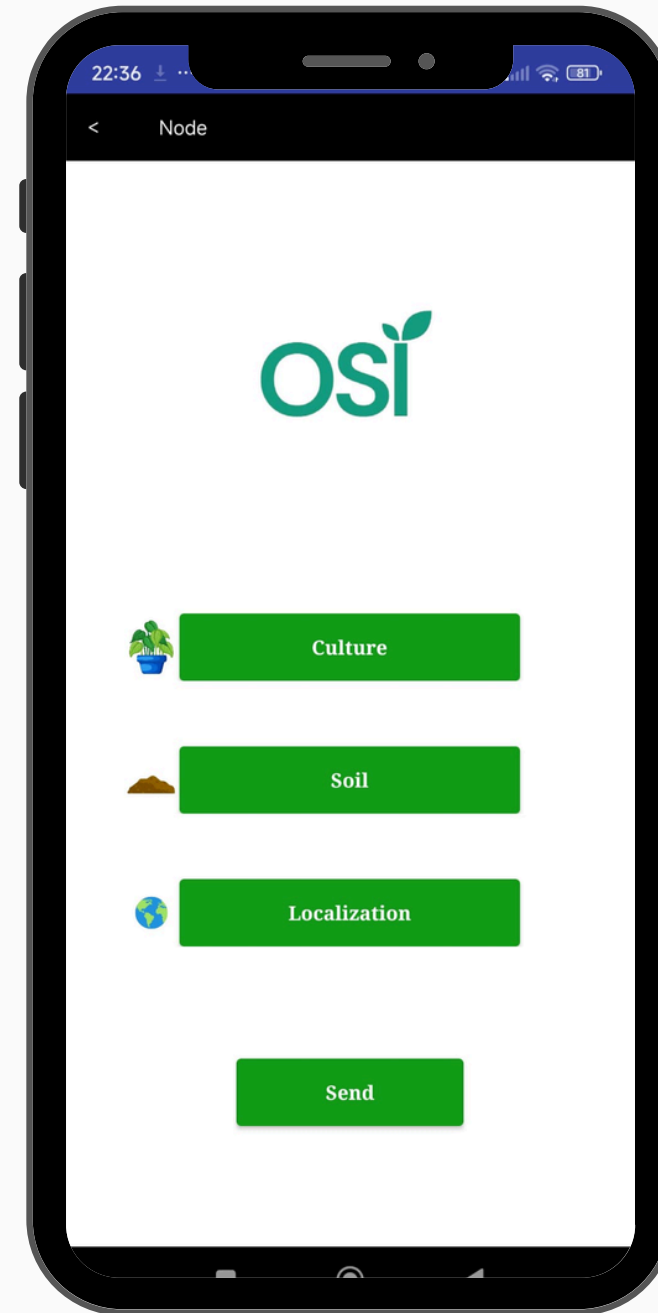 22:36
81
< Node
osi
Culture
Soil
Localization
Send